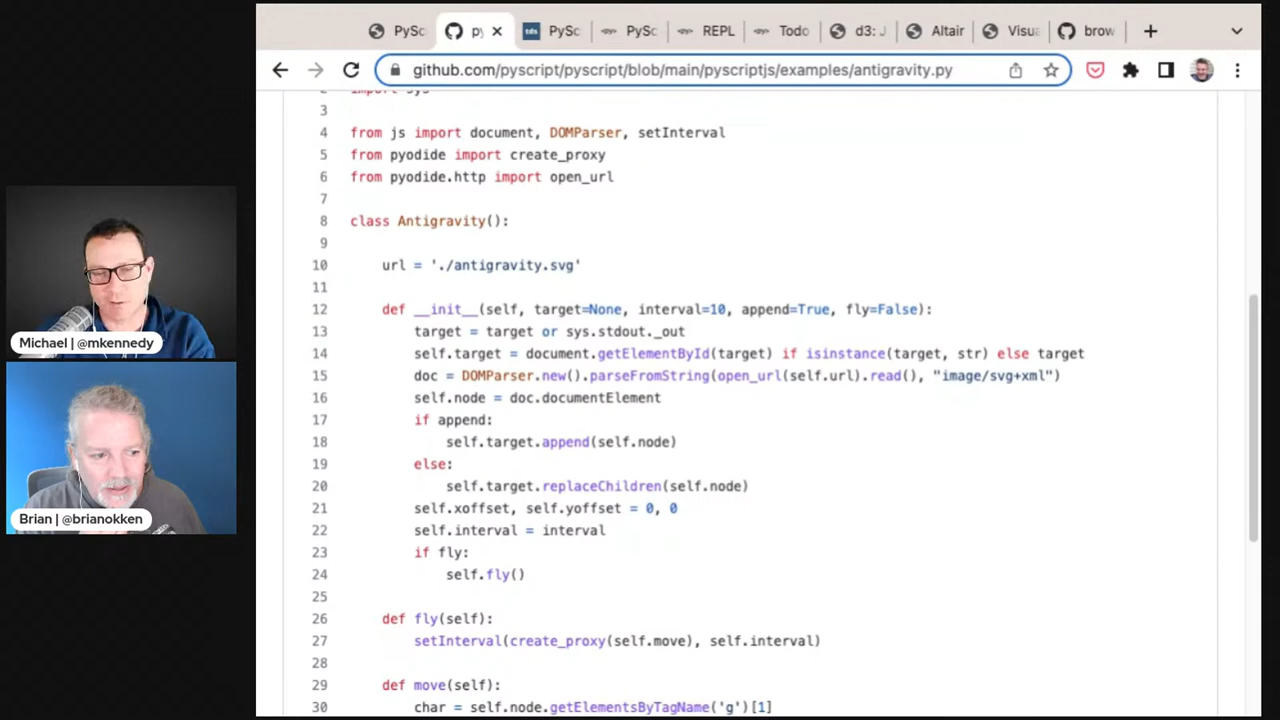 PySc
py
PySc
PySc
REPL
Todo
d3: J
Altair
Visua
brow
github.com/pyscript/pyscript/blob/main/pyscriptjs/examples/antigravity.py
2 import sys
3
4 from js import document, DOMParser, setInterval
5 from pyodide import create_proxy
6 from pyodide.http import open_url
7
8 class Antigravity():
9
10 url = './antigravity.svg'
11
12 def __init__(self, target=None, interval=10, append=True, fly=False):
13 target = target or sys.stdout._out
14 self.target = document.getElementById(target) if isinstance(target, str) else target
15 doc = DOMParser.new().parseFromString(open_url(self.url).read(), "image/svg+xml")
16 self.node = doc.documentElement
17 if append:
18 self.target.append(self.node)
19 else:
20 self.target.replaceChildren(self.node)
21 self.xoffset, self.yoffset = 0, 0
22 self.interval = interval
23 if fly:
24 self.fly()
25
26 def fly(self):
27 setInterval(create_proxy(self.move), self.interval)
28
29 def move(self):
30 char = self.node.getElementsByTagName('g')[1]
Michael | @mkennedy
Brian | @brianokken